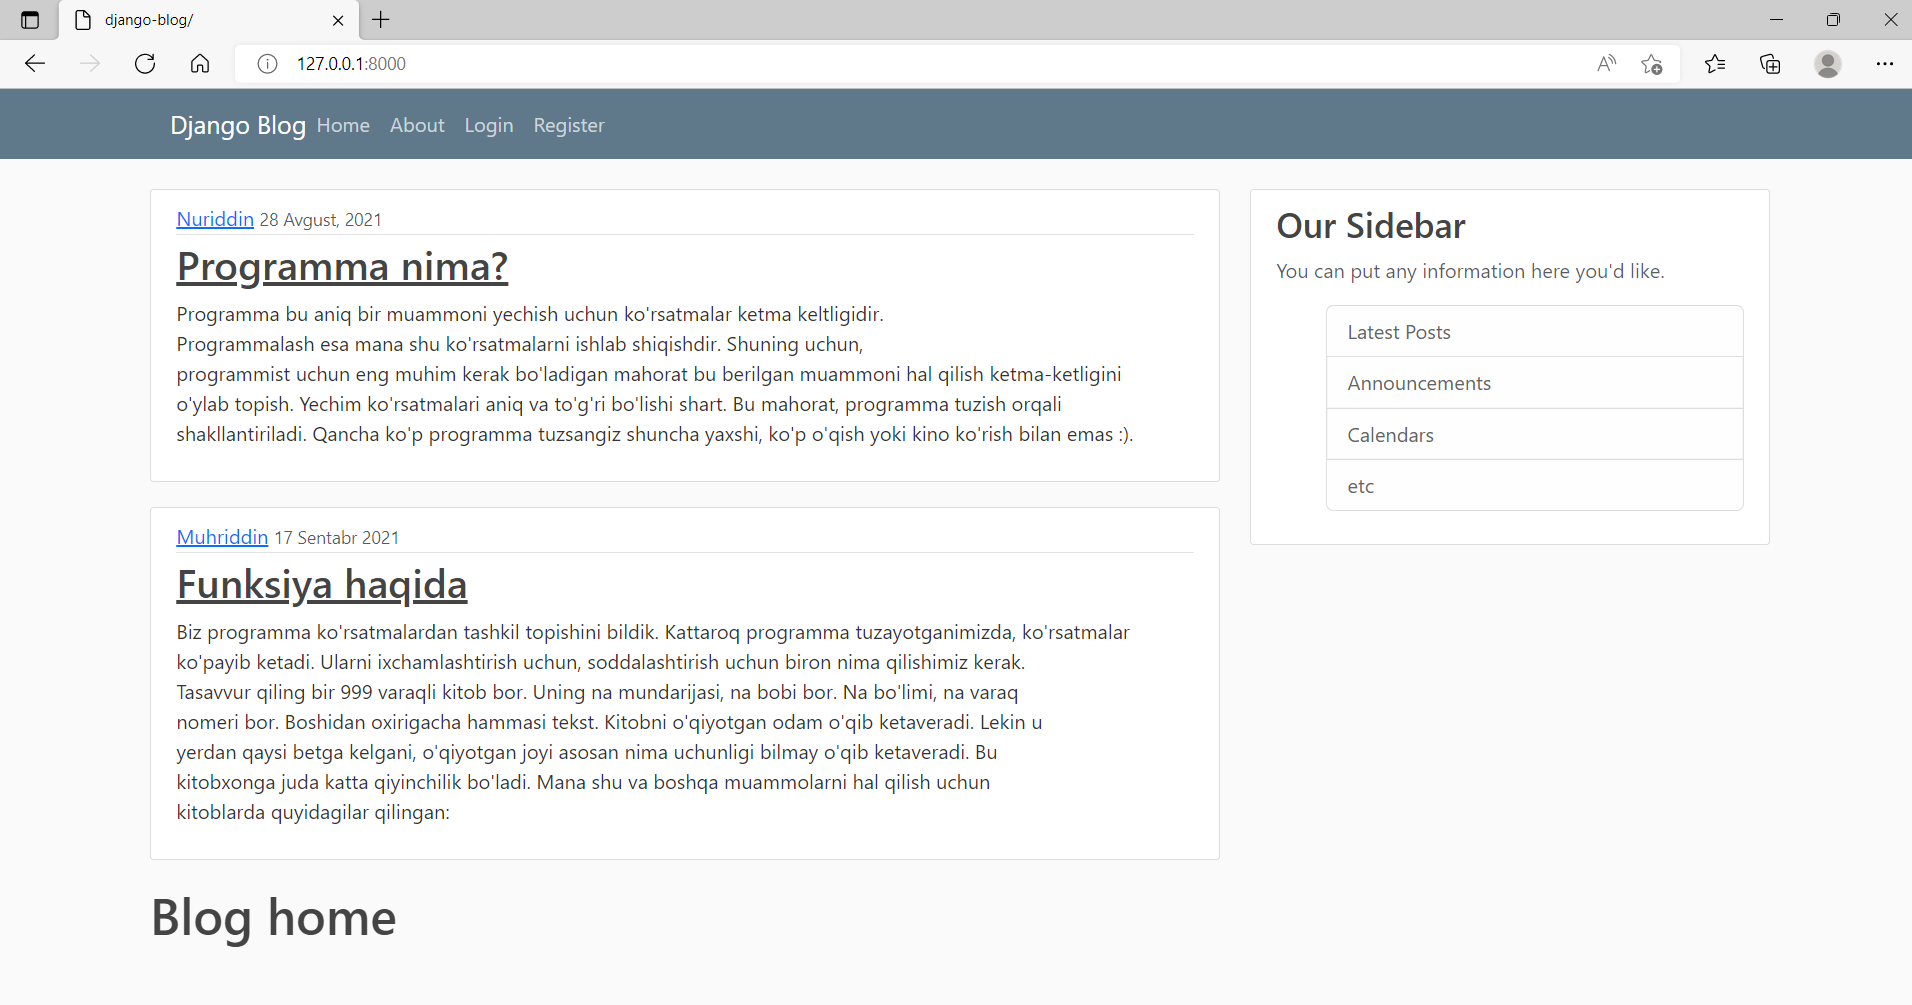 django-blog/
127.0.0.1:8000
Django Blog Home About Login Register
Nuriddin 28 Avgust, 2021
Programma nima?
Programma bu aniq bir muammoni yechish uchun ko'rsatmalar ketma keltligidir.
Programmalash esa mana shu ko'rsatmalarni ishlab shiqishdir. Shuning uchun,
programmist uchun eng muhim kerak bo'ladigan mahorat bu berilgan muammoni hal qilish ketma-ketligini
o'ylab topish. Yechim ko'rsatmalari aniq va to'g'ri bo'lishi shart. Bu mahorat, programma tuzish orqali
shakllantiriladi. Qancha ko'p programma tuzsangiz shuncha yaxshi, ko'p o'qish yoki kino ko'rish bilan emas :).
Muhriddin 17 Sentabr 2021
Funksiya haqida
Biz programma ko'rsatmalardan tashkil topishini bildik. Kattaroq programma tuzayotganimizda, ko'rsatmalar
ko'payib ketadi. Ularni ixchamlashtirish uchun, soddalashtirish uchun biron nima qilishimiz kerak.
Tasavvur qiling bir 999 varaqli kitob bor. Uning na mundarijasi, na bobi bor. Na bo'limi, na varaq
nomeri bor. Boshidan oxirigacha hammasi tekst. Kitobni o'qiyotgan odam o'qib ketaveradi. Lekin u
yerdan qaysi betga kelgani, o'qiyotgan joyi asosan nima uchunligi bilmay o'qib ketaveradi. Bu
kitobxonga juda katta qiyinchilik bo'ladi. Mana shu va boshqa muammolarni hal qilish uchun
kitoblarda quyidagilar qilingan:
Blog home
Our Sidebar
You can put any information here you'd like.
Latest Posts
Announcements
Calendars
etc